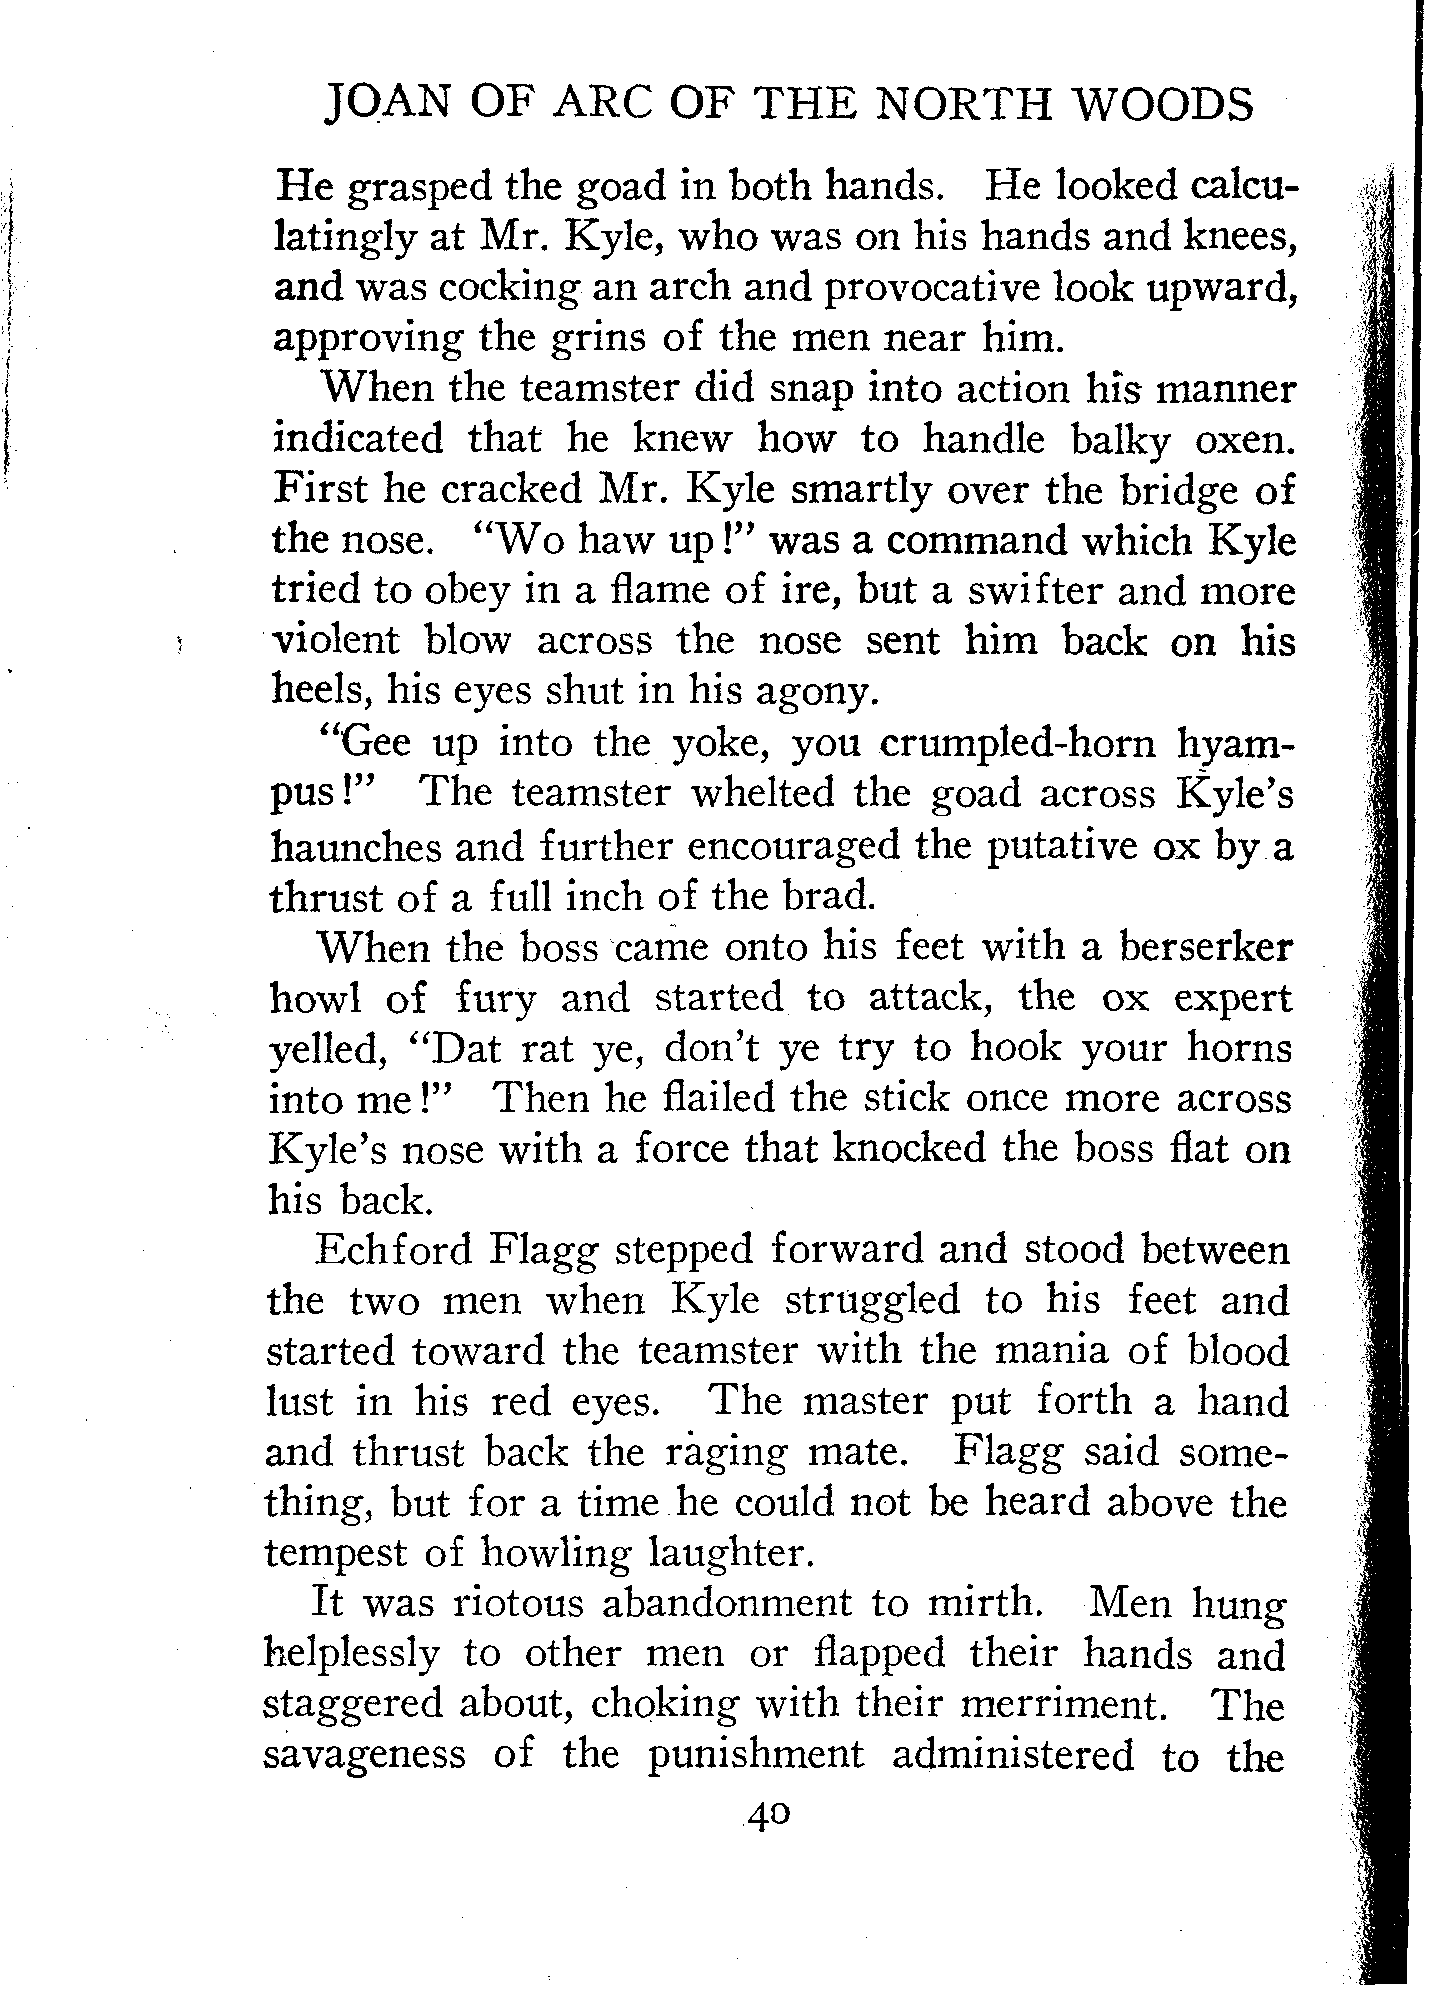 JOAN OF ARC OF THE NORTH WOODS
He grasped the goad in both hands. He looked calcu-
latingly at Mr. Kyle, who was on his hands and knees,
and was cocking an arch and provocative look upward,
approving the grins of the men near him.
When the teamster did snap into action his manner
indicated that he knew how to handle balky oxen.
First he cracked Mr. Kyle smartly over the bridge of
the nose. "Wo haw up!" was a command which Kyle
tried to obey in a flame of ire, but a swifter and more
violent blow across the nose sent him back on his
heels, his eyes shut in his agony.
"Gee up into the yoke, you crumpled-horn hyam-
pus!" The teamster whelted the goad across Kyle's
haunches and further encouraged the putative ox by a
thrust of a full inch of the brad.
When the boss came onto his feet with a berserker
howl of fury and started to attack, the ox expert
yelled, "Dat rat ye, don't ye try to hook your horns
into me!" Then he flailed the stick once more across
Kyle's nose with a force that knocked the boss flat on
his back.
Echford Flagg stepped forward and stood between
the two men when Kyle struggled to his feet and
started toward the teamster with the mania of blood
lust in his red eyes. The master put forth a hand
and thrust back the raging mate. Flagg said some-
thing, but for a time he could not be heard above the
tempest of howling laughter.
It was riotous abandonment to mirth. Men hung
helplessly to other men or flapped their hands and
staggered about, choking with their merriment. The
savageness of the punishment administered to the
40